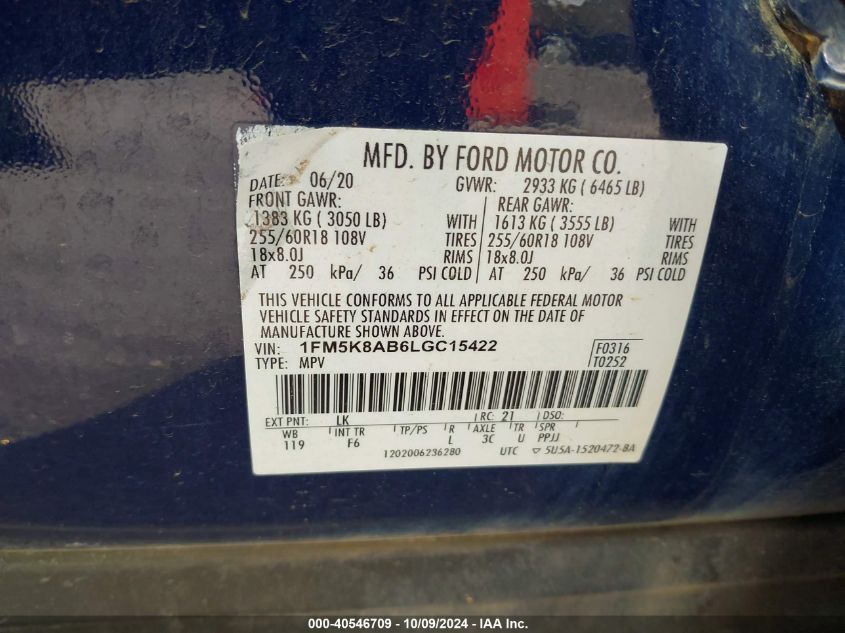 MFD. BY FORD MOTOR CO.
DATE: 06/20 GVWR: 2933 KG ( 6465 LB)
FRONT GAWR: REAR GAWR:
1383 KG ( 3050 LB) WITH 1613 KG ( 3555 LB) WITH
255/60R18 108V TIRES 255/60R18 108V TIRES
18x8.0J RIMS 18x8.0J RIMS
AT 250 kPa/ 36 PSI COLD AT 250 kPa/ 36 PSI COLD
THIS VEHICLE CONFORMS TO ALL APPLICABLE FEDERAL MOTOR
VEHICLE SAFETY STANDARDS IN EFFECT ON THE DATE OF
MANUFACTURE SHOWN ABOVE.
VIN: 1FM5K8AB6LGC15422 F0316
TYPE: MPV T0252
EXT PNT: LK RC: 21 DSO:
WB INT TR TP/PS R AXLE TR SPR
119 F6 L 3C U PPJJ
1202006236280 UTC ▽ 5U5A-1520472-BA
000-40546709 - 10/09/2024 - IAA Inc.